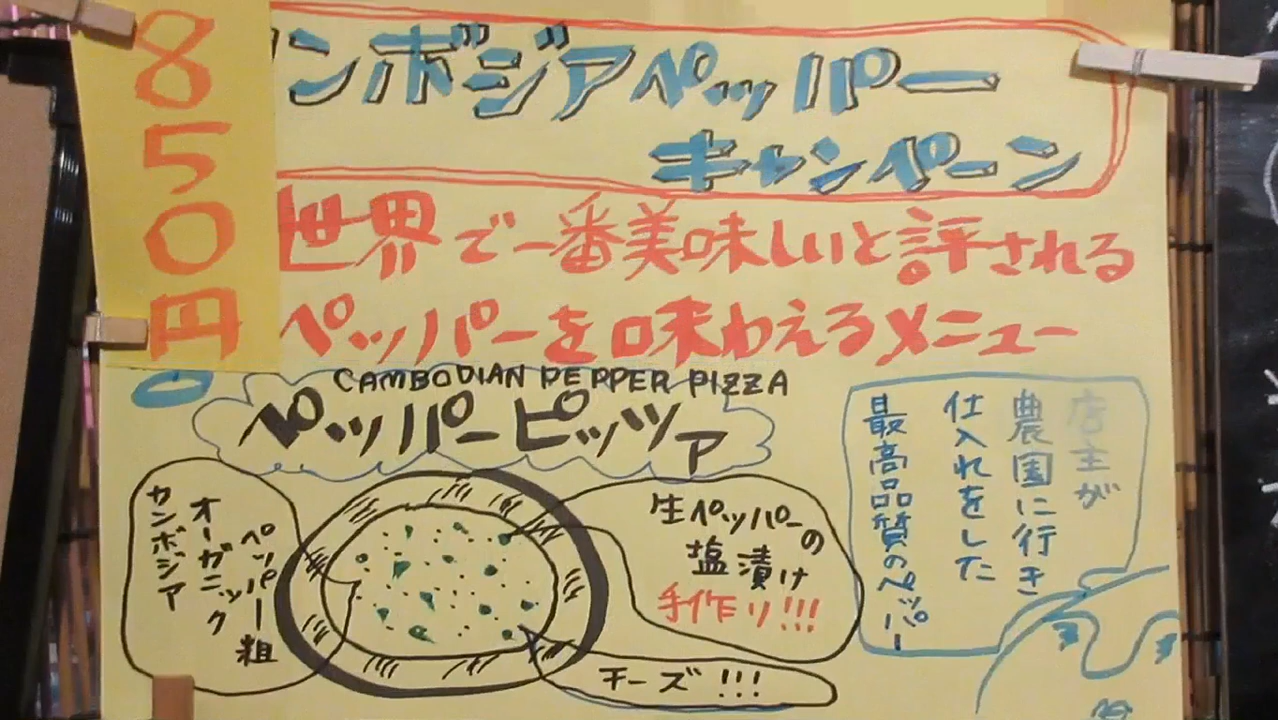 850円
ンボジアペッパー
キャンペーン
世界で一番美味しいと評される
ペッパーを味わえるメニュー
CAMBODIAN PEPPER PIZZA
ペッパーピッツァ
店主が
農園に行き
仕入れをした
最高品質のペッパー
カンボジア
オーガニック
ペッパー粗
生ペッパーの
塩漬け
手作り!!!
チーズ!!!